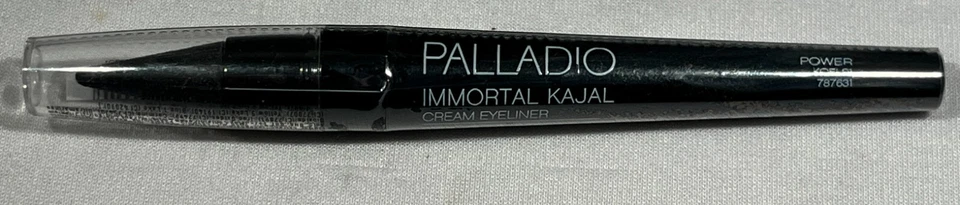 PALLADIO
IMMORTAL KAJAL
CREAM EYELINER
POWER
787631